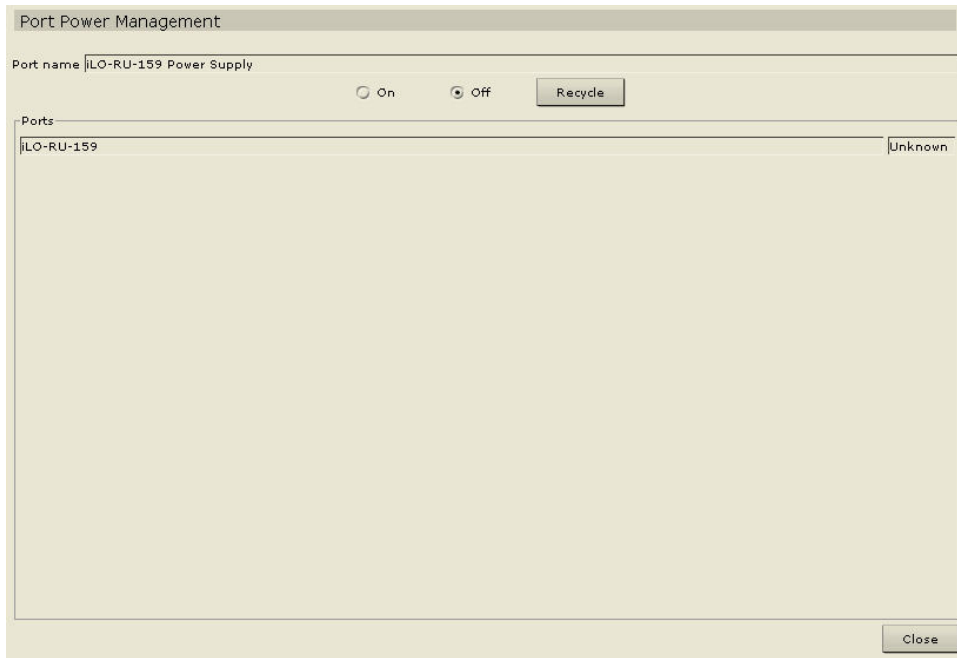 Port Power Management
Port name iLO-RU-159 Power Supply
On Off Recycle
Ports
iLO-RU-159 Unknown
Close